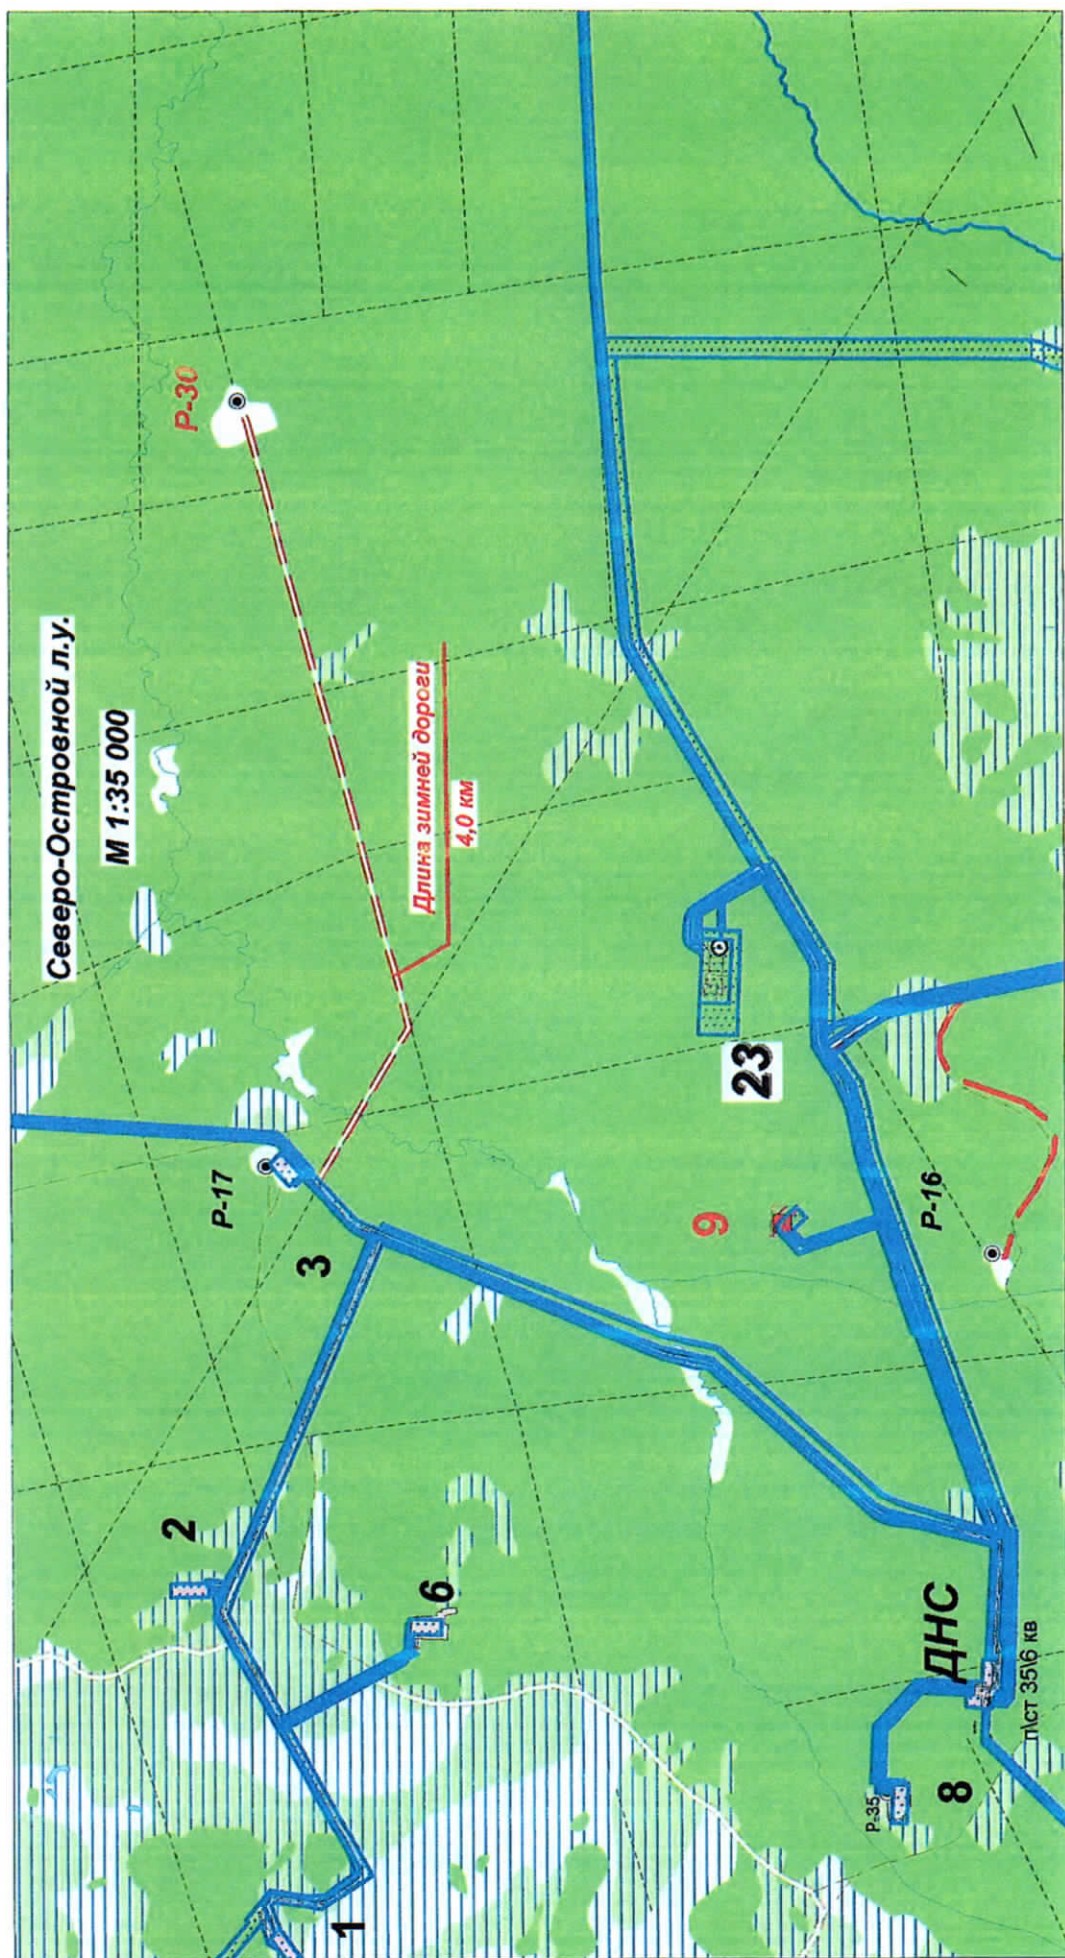 Северо-Островной л.у.
М 1:35 000
Р-30
Длина зимней дороги
4,0 км
Р-17
3
2
6
1
23
9
Р-16
ДНС
п\ст 35\6 кв
8
Р-35